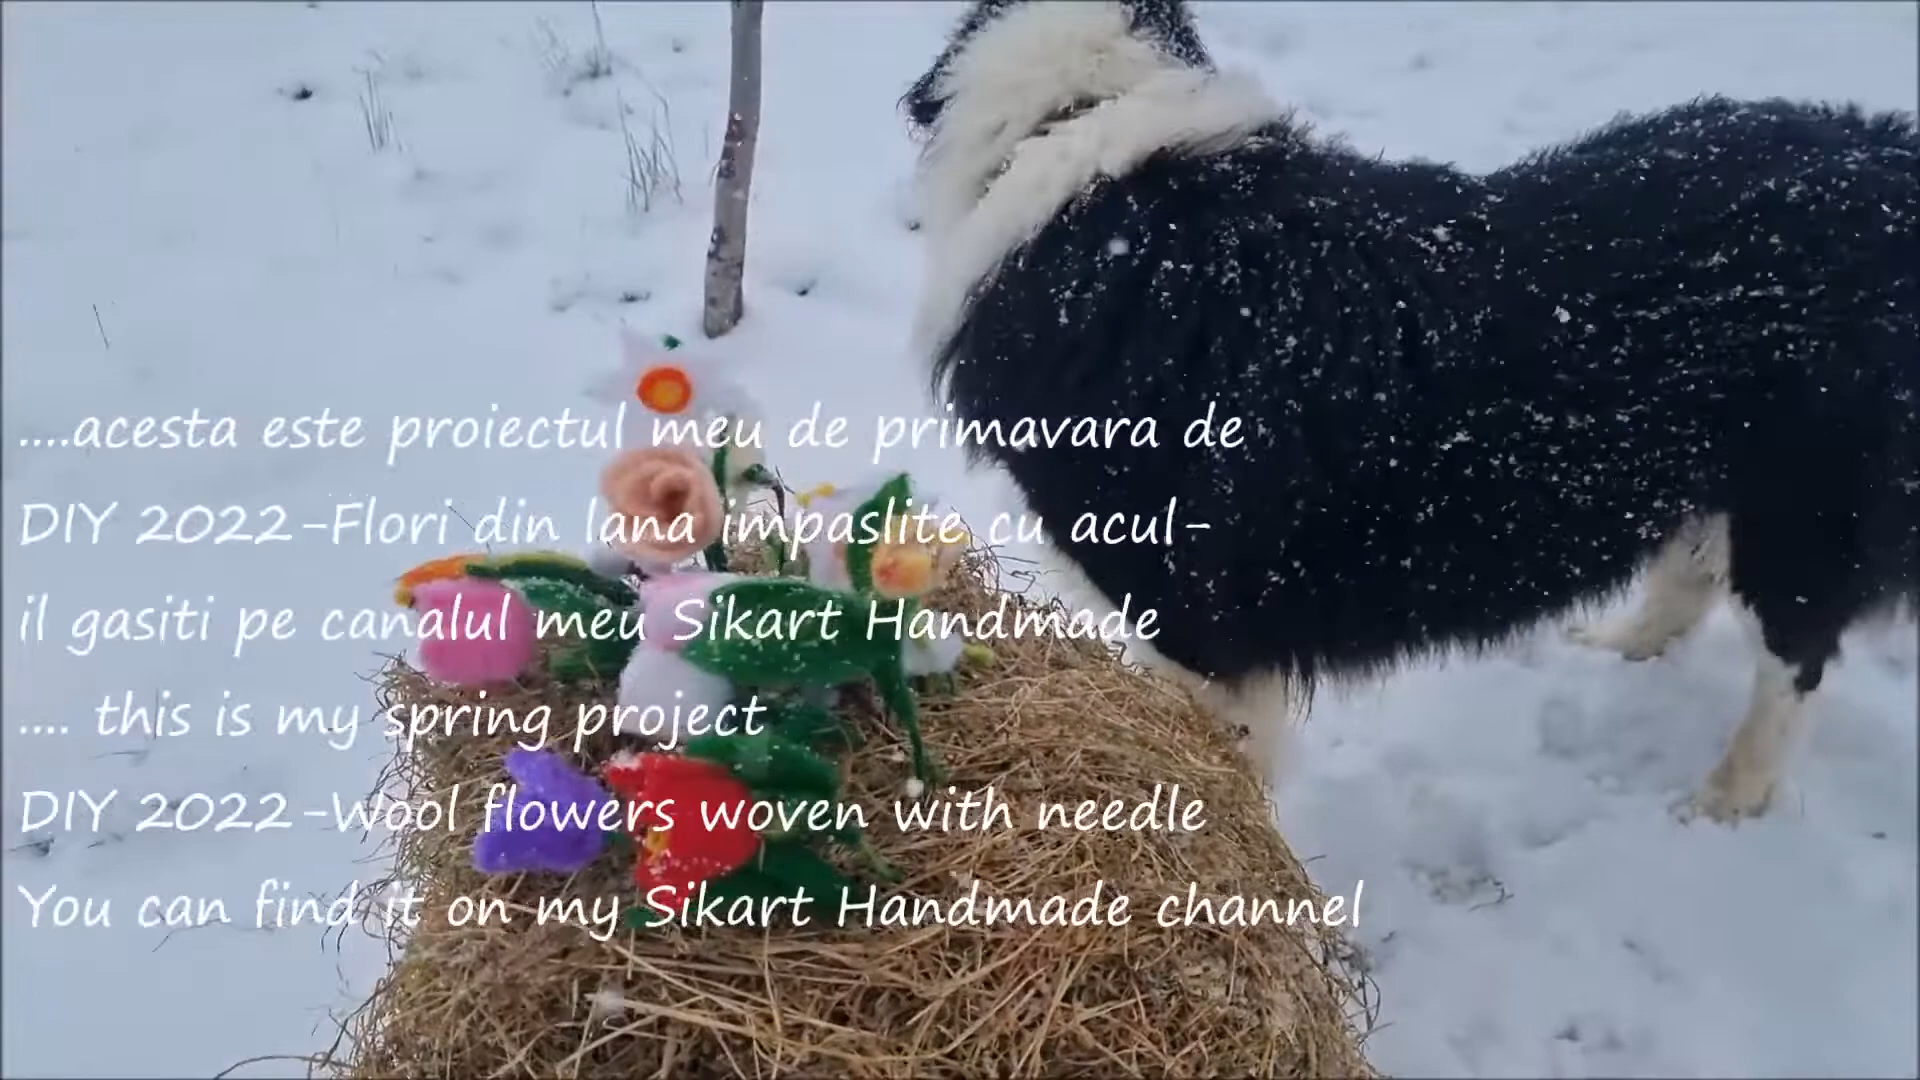 ....acesta este proiectul meu de primavara de
DIY 2022-Flori din lana impaslite cu acul-
il gasiti pe canalul meu Sikart Handmade
.... this is my spring project
DIY 2022-Wool flowers woven with needle
You can find it on my Sikart Handmade channel